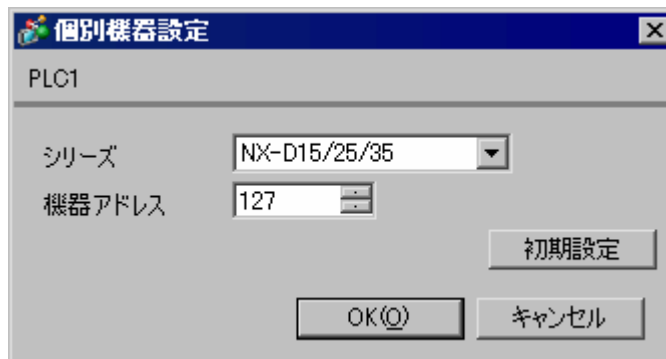 個別機器設定
PLC1
シリーズ NX-D15/25/35
機器アドレス 127
初期設定
OK(O) キャンセル